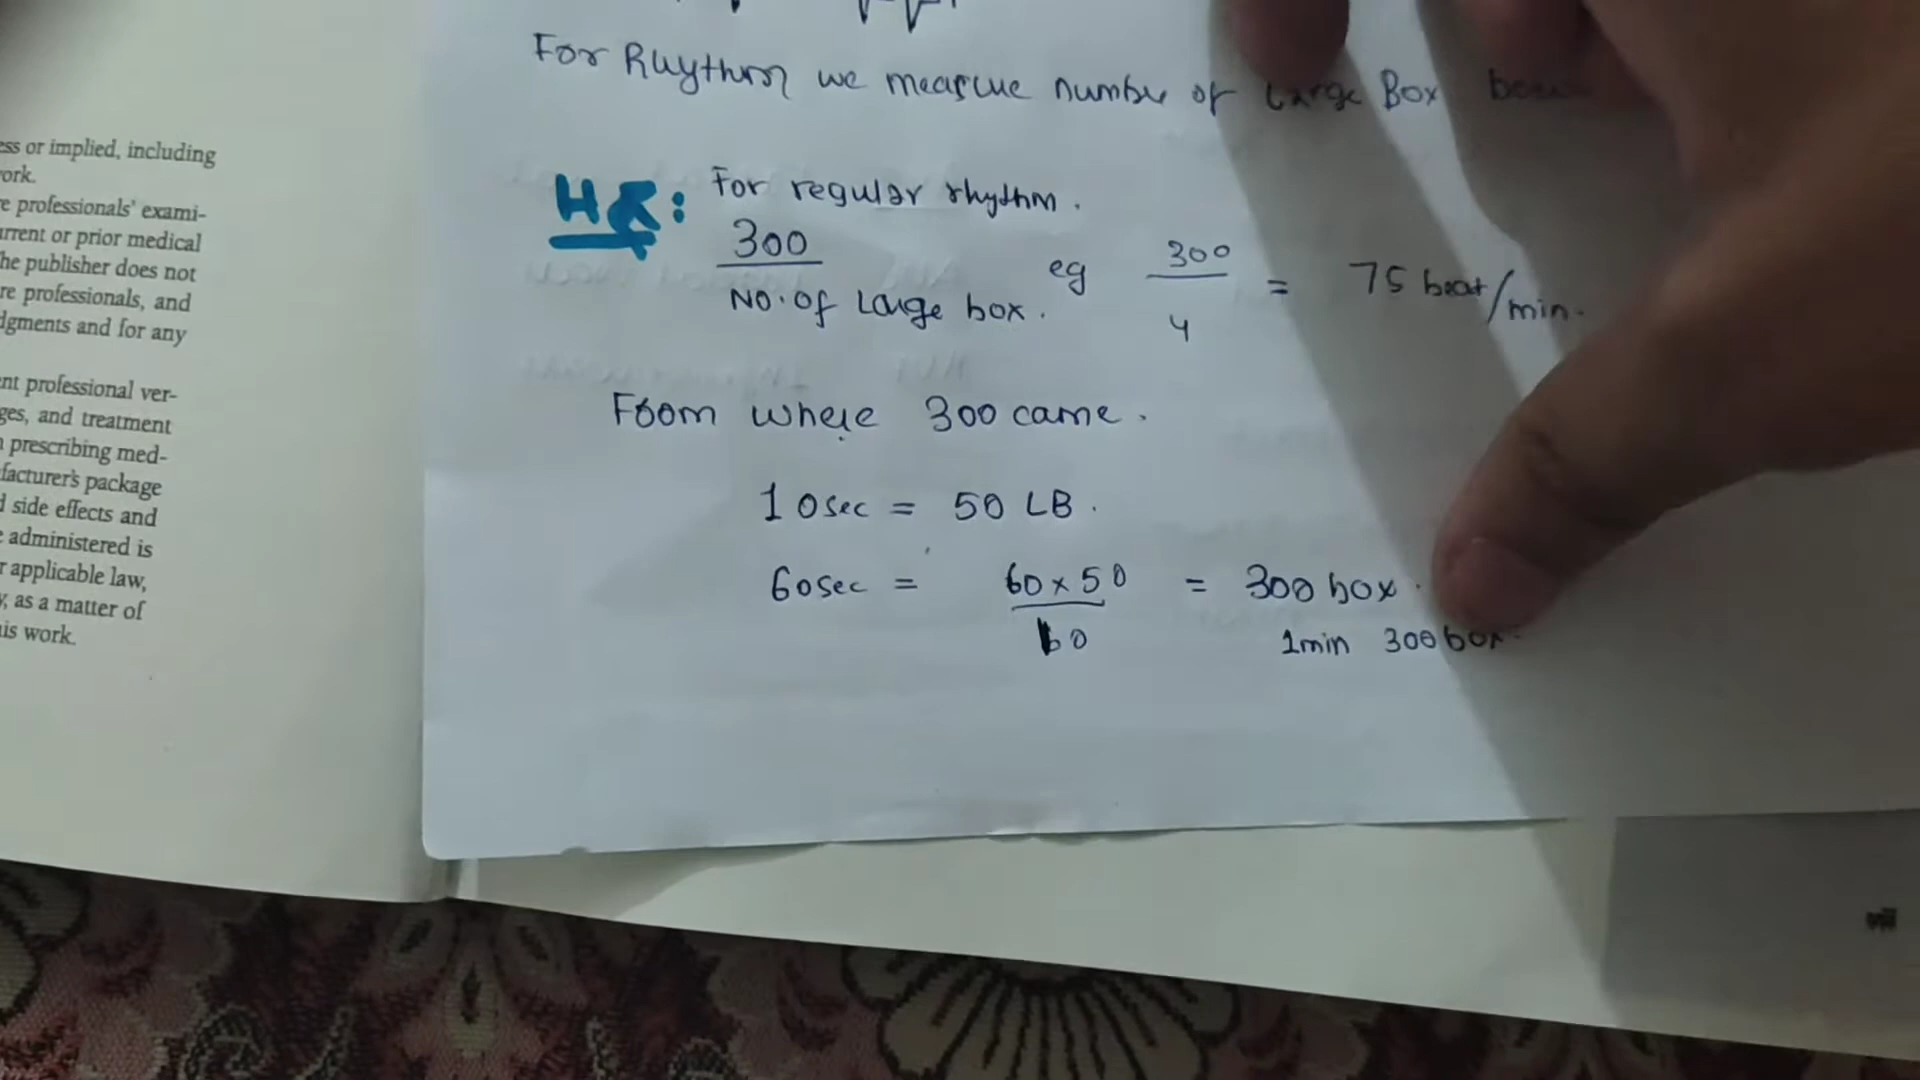 ess or implied, including
ork.
e professionals' exami-
urrent or prior medical
he publisher does not
re professionals, and
dgments and for any
nt professional ver-
ges, and treatment
n prescribing med-
facturer's package
d side effects and
e administered is
r applicable law,
y, as a matter of
is work.
For Rhythm we measure number of Large Box
HR: For regular rhythm.
300
No. of Large box.
eg 300 = 75 beat/min.
4
From where 300 came.
10sec = 50 LB.
60sec = 60 x 50 = 300 box.
10
1min 300 box.
vii